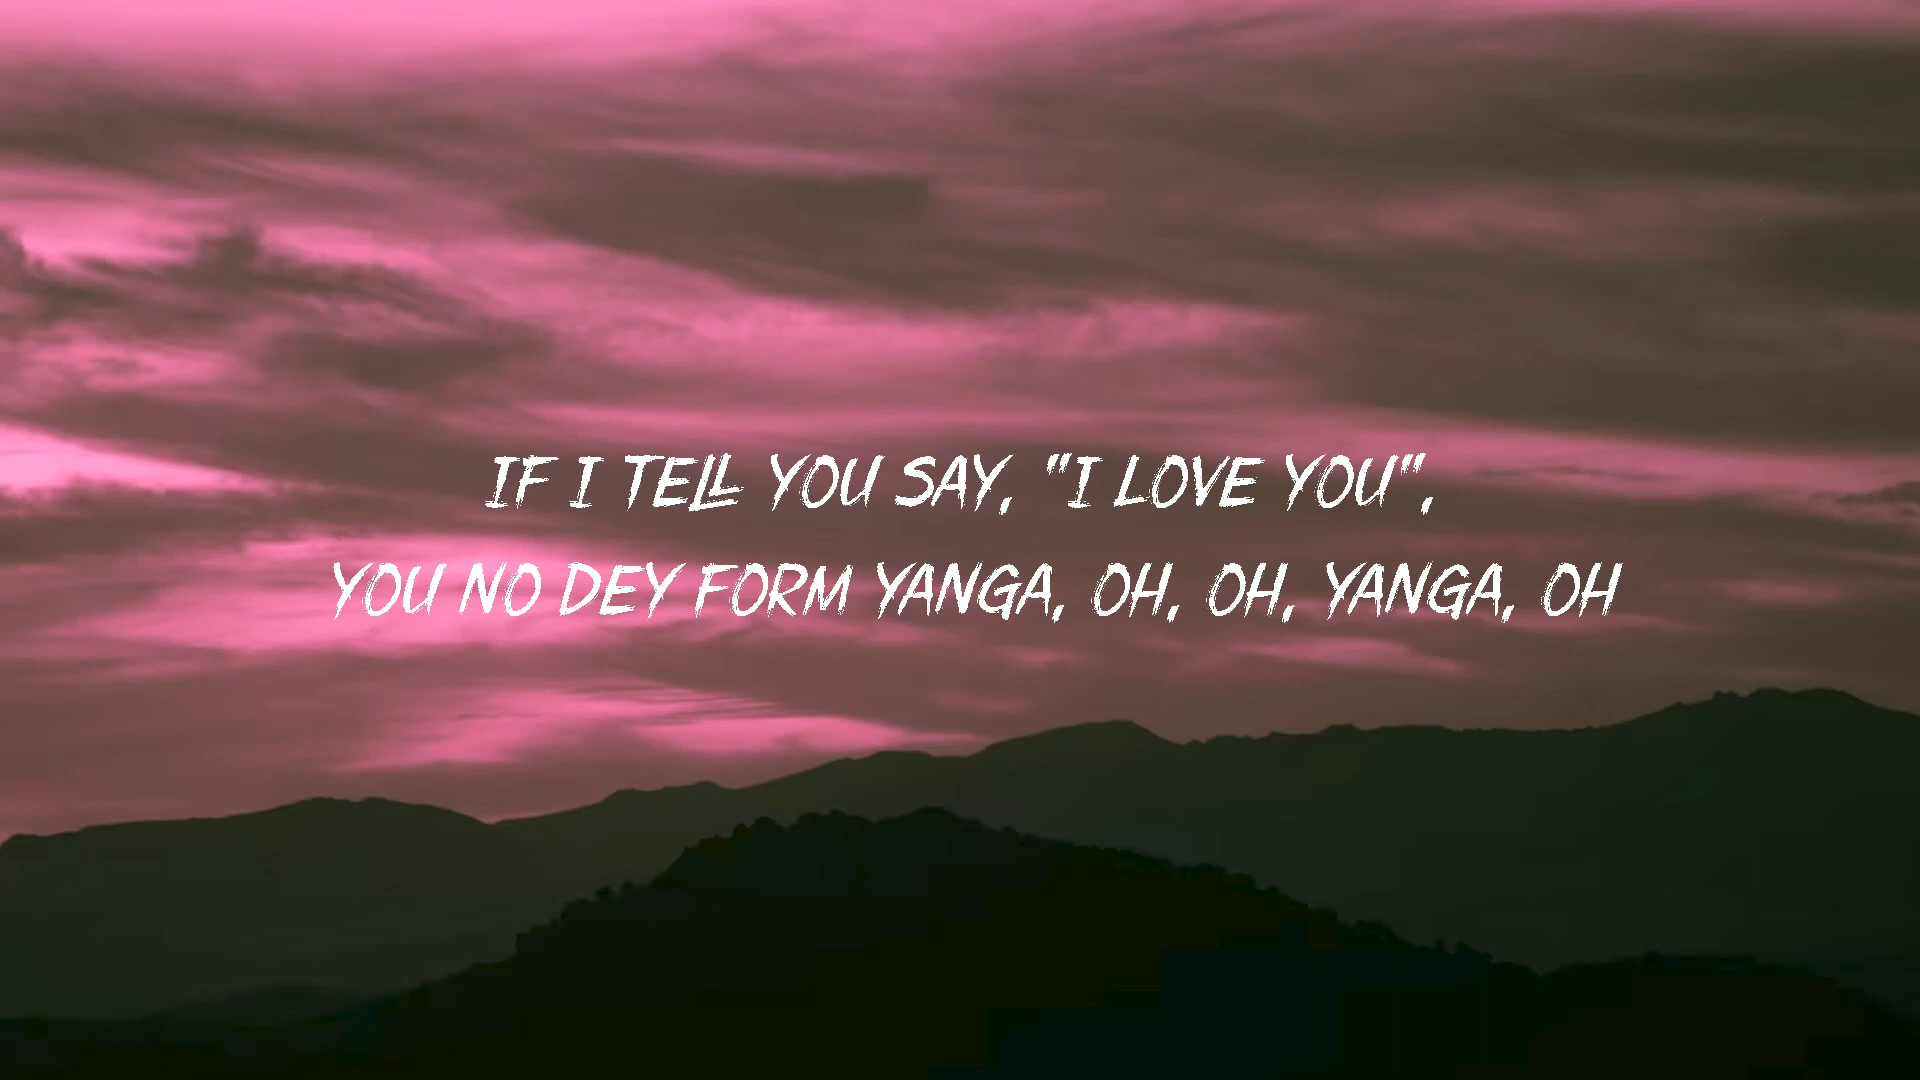 IF I TELL YOU SAY, "I LOVE YOU",
YOU NO DEY FORM YANGA, OH, OH, YANGA, OH